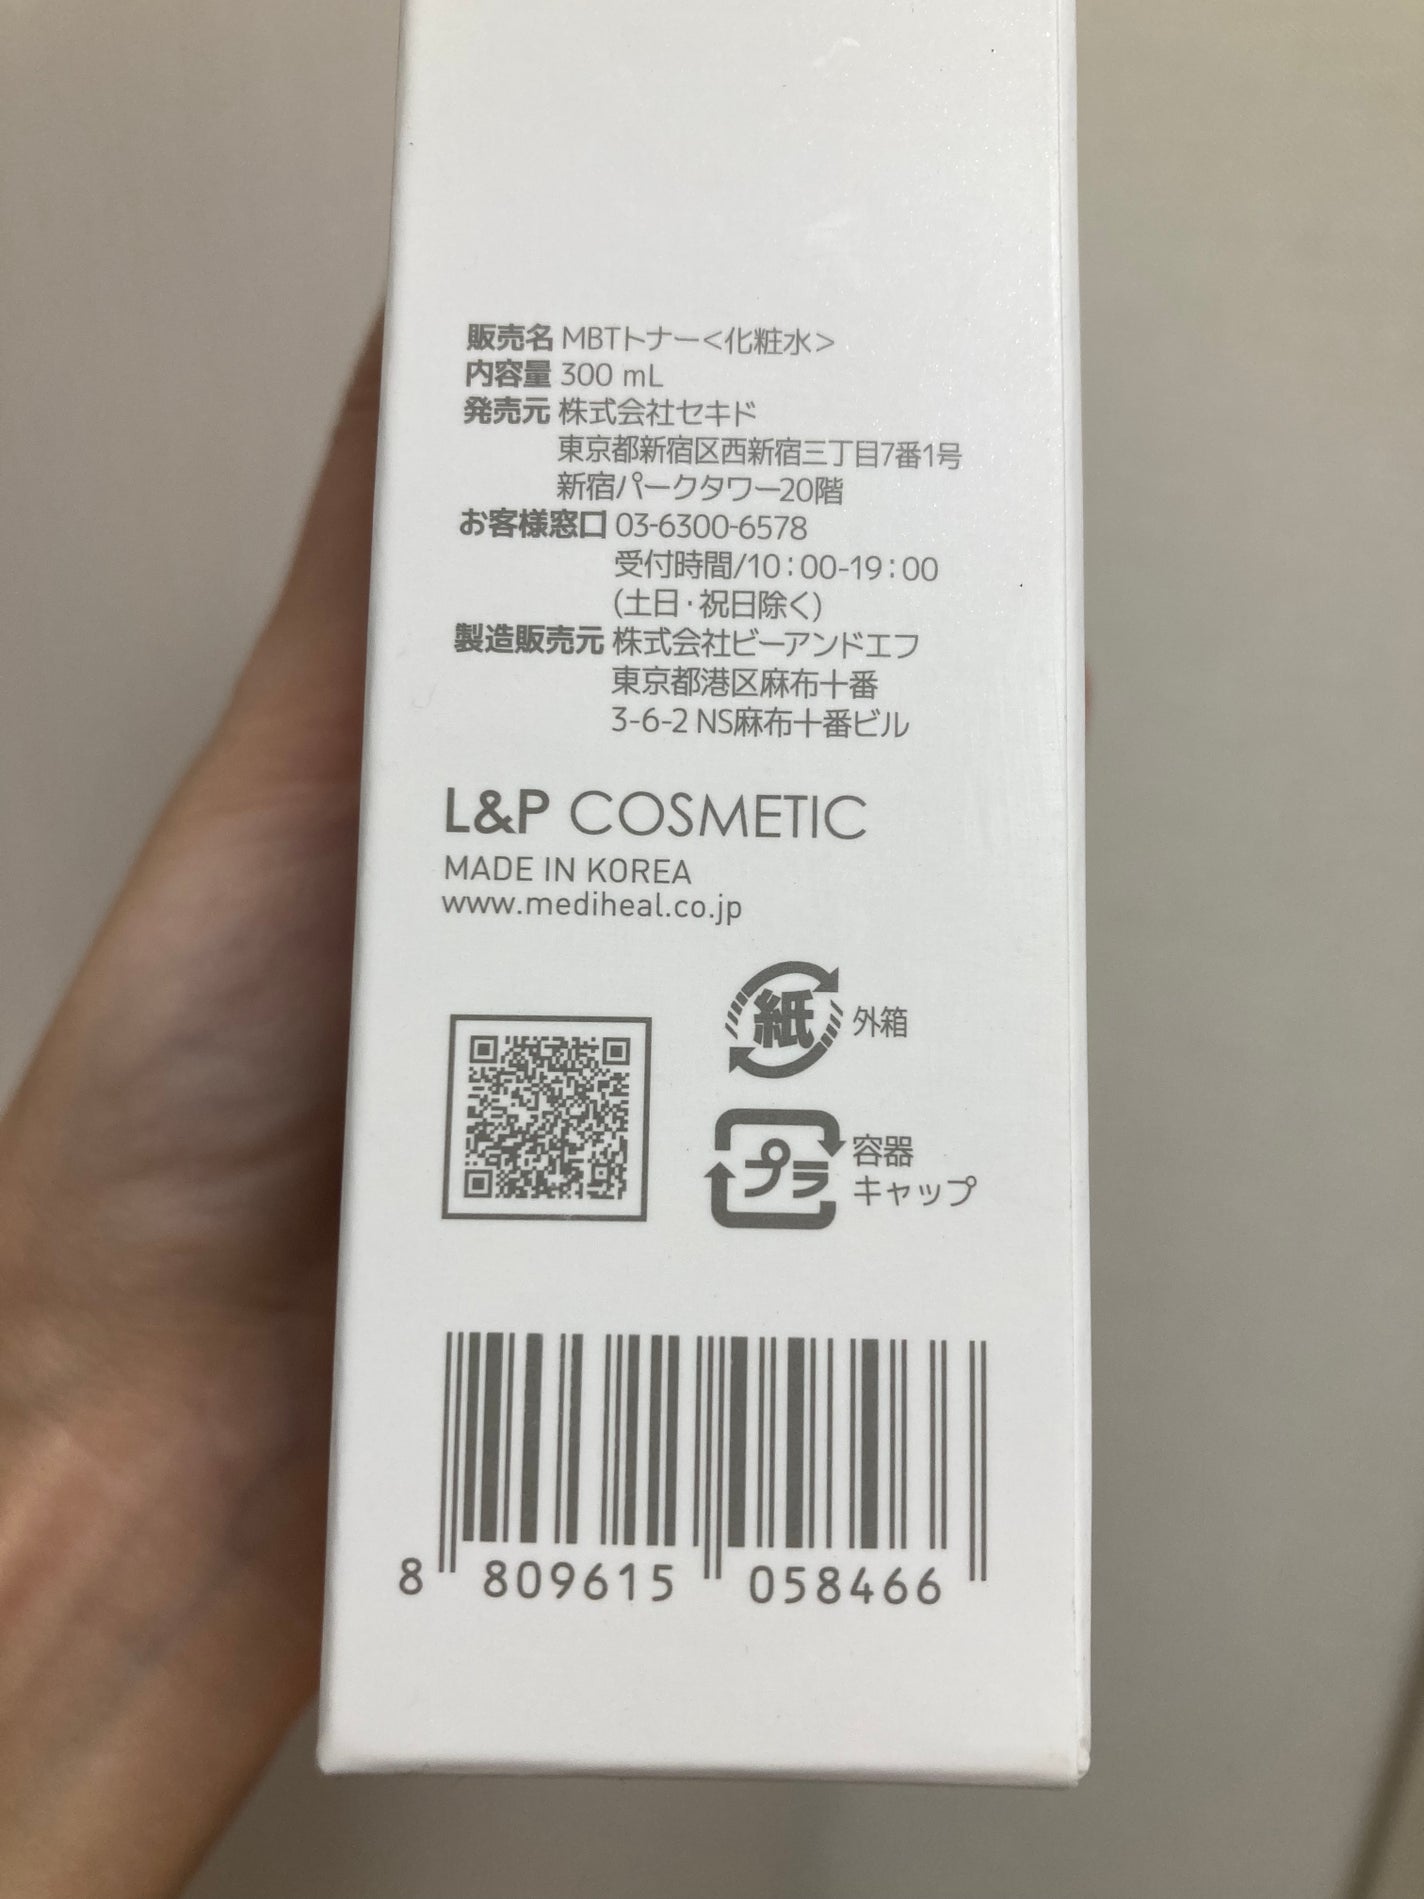 販売名 MBTトナー<化粧水>
内容量 300 mL
発売元 株式会社セキド
東京都新宿区西新宿三丁目7番1号
新宿パークタワー20階
お客様窓口 03-6300-6578
受付時間/10:00-19:00
(土日・祝日除く)
製造販売元 株式会社ビーアンドエフ
東京都港区麻布十番
3-6-2 NS麻布十番ビル
L&P COSMETIC
MADE IN KOREA
www.mediheal.co.jp
紙 外箱
プラ 容器
キャップ
8 809615 058466